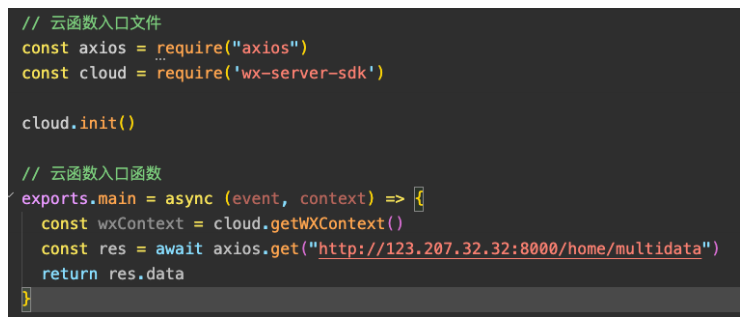 // 云函数入口文件
const axios = require("axios")
const cloud = require('wx-server-sdk')
cloud.init()
// 云函数入口函数
exports.main = async (event, context) => {
const wxContext = cloud.getWXContext()
const res = await axios.get("http://123.207.32.32:8000/home/multidata")
return res.data
}